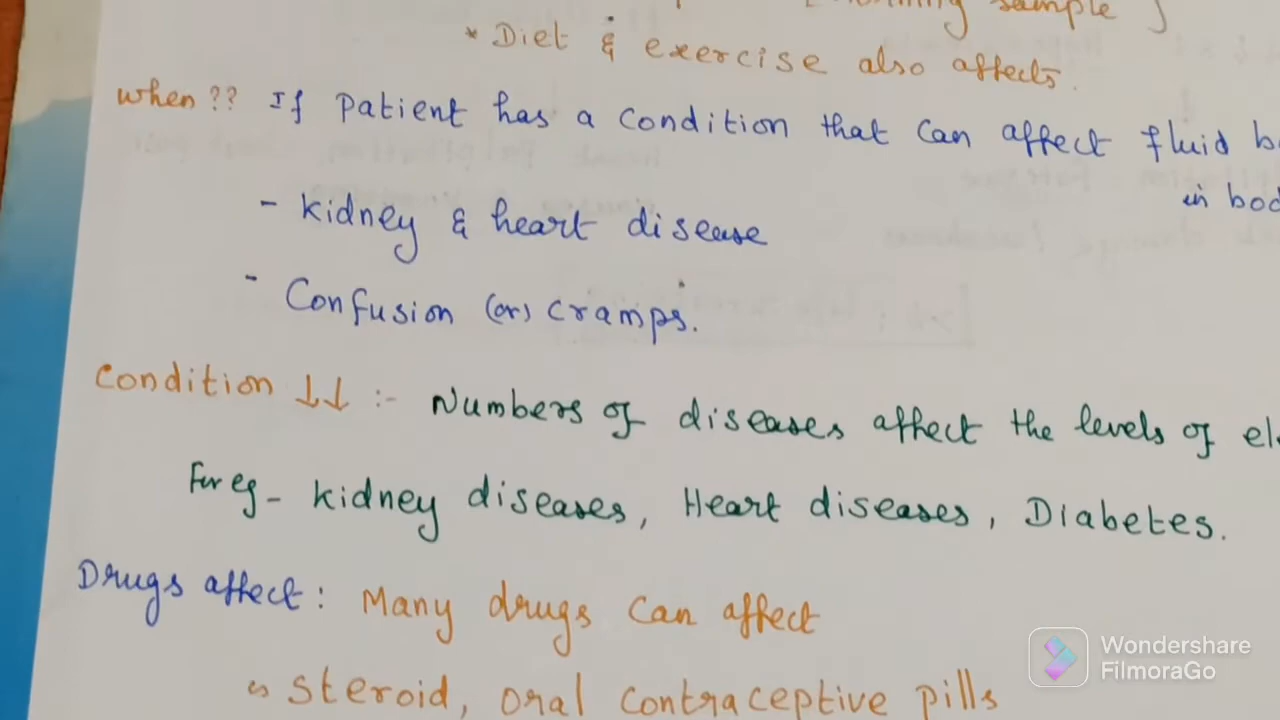 sample ]
* Diet & exercise also affects.
when ?? If patient has a condition that can affect fluid
in
- kidney & heart disease
- Confusion (or) cramps.
Condition ↓↓ :- Numbers of diseases affect the levels of
For eg - kidney diseases, Heart diseases, Diabetes.
Drugs affect : Many drugs can affect
steroid, oral contraceptive pills
Wondershare
FilmoraGo